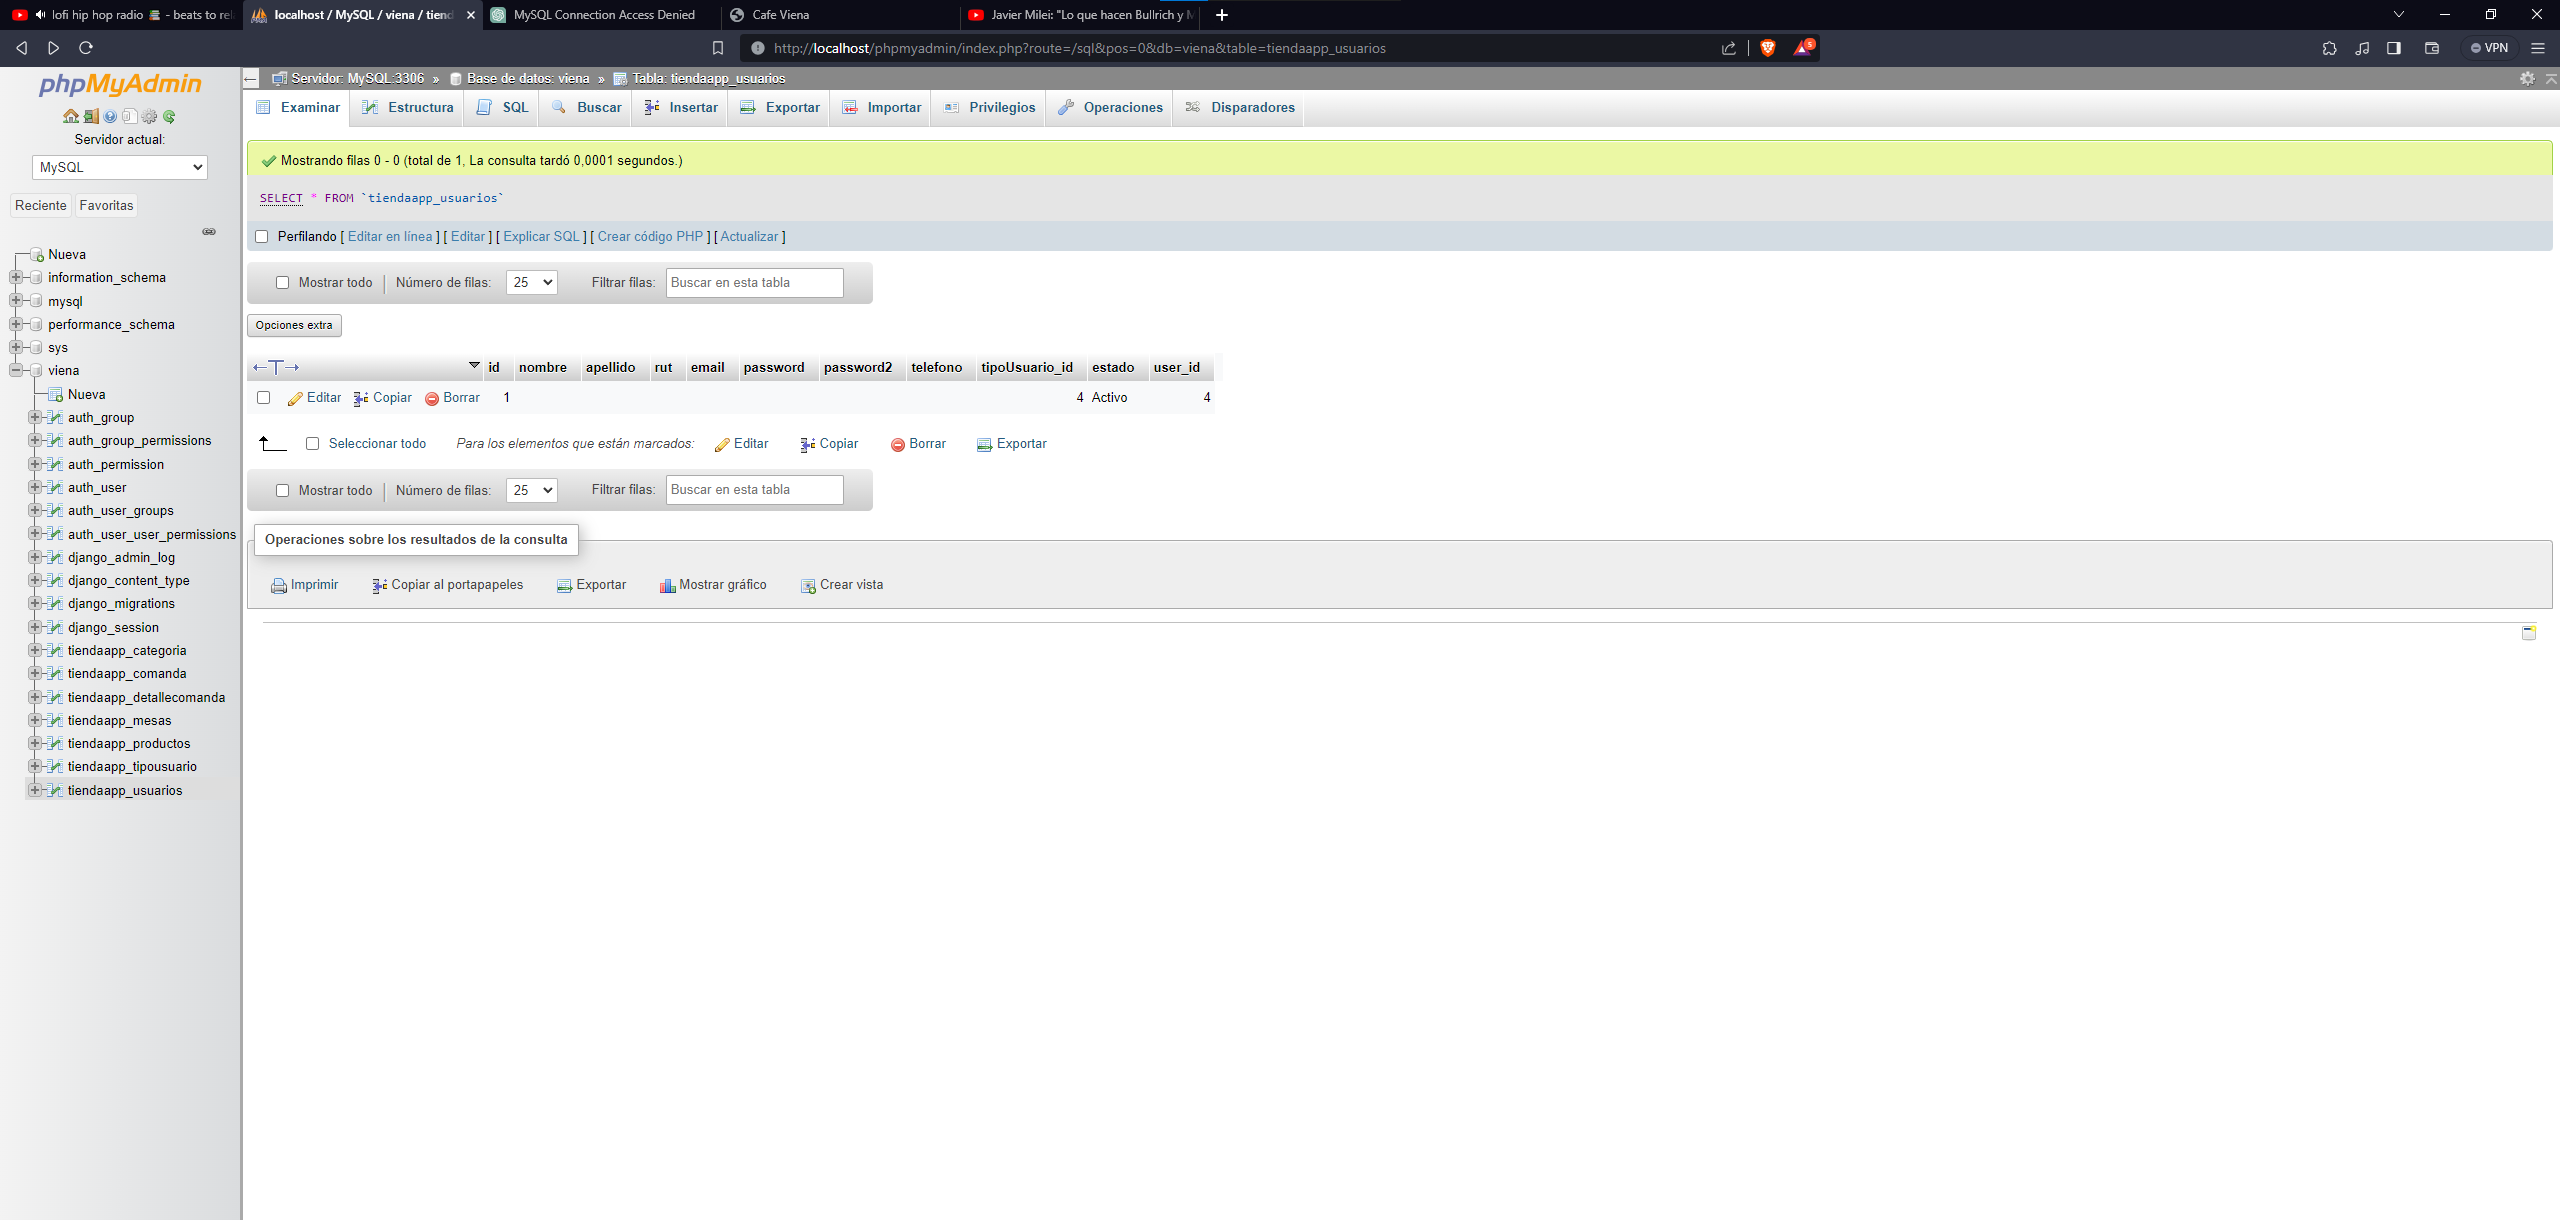 lofi hip hop radio 📚 - beats to rel
localhost / MySQL / viena / tiend
MySQL Connection Access Denied
Cafe Viena
Javier Milei: "Lo que hacen Bullrich y M
http://localhost/phpmyadmin/index.php?route=/sql&pos=0&db=viena&table=tiendaapp_usuarios
5
VPN
phpMyAdmin
Servidor actual:
MySQL
Reciente
Favoritas
Nueva
information_schema
mysql
performance_schema
sys
viena
Nueva
auth_group
auth_group_permissions
auth_permission
auth_user
auth_user_groups
auth_user_user_permissions
django_admin_log
django_content_type
django_migrations
django_session
tiendaapp_categoria
tiendaapp_comanda
tiendaapp_detallecomanda
tiendaapp_mesas
tiendaapp_productos
tiendaapp_tipousuario
tiendaapp_usuarios
Servidor: MySQL:3306 » Base de datos: viena » Tabla: tiendaapp_usuarios
Examinar Estructura SQL Buscar Insertar Exportar Importar Privilegios Operaciones Disparadores
Mostrando filas 0 - 0 (total de 1, La consulta tardó 0,0001 segundos.)
SELECT * FROM `tiendaapp_usuarios`
Perfilando [ Editar en línea ] [ Editar ] [ Explicar SQL ] [ Crear código PHP ] [ Actualizar ]
Mostrar todo | Número de filas: 25 Filtrar filas: Buscar en esta tabla
Opciones extra
←T→ id nombre apellido rut email password password2 telefono tipoUsuario_id estado user_id
Editar Copiar Borrar 1 4 Activo 4
Seleccionar todo Para los elementos que están marcados: Editar Copiar Borrar Exportar
Mostrar todo | Número de filas: 25 Filtrar filas: Buscar en esta tabla
Operaciones sobre los resultados de la consulta
Imprimir Copiar al portapapeles Exportar Mostrar gráfico Crear vista